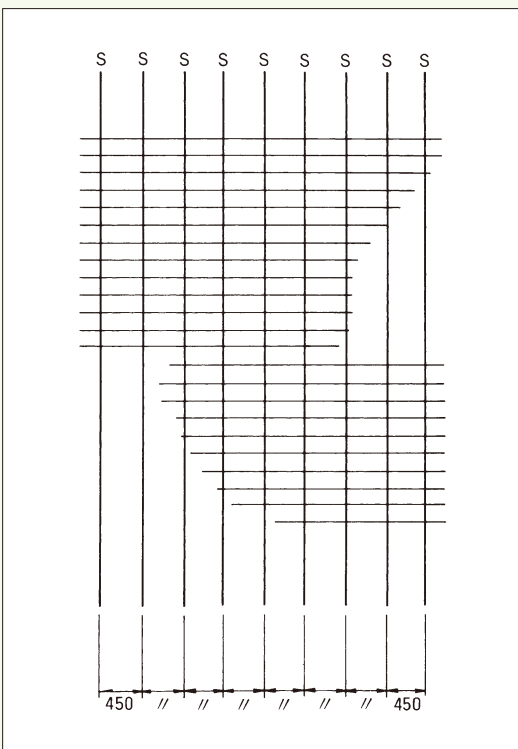 S S S S S S S S S
450 〃 〃 〃 〃 〃 〃 450